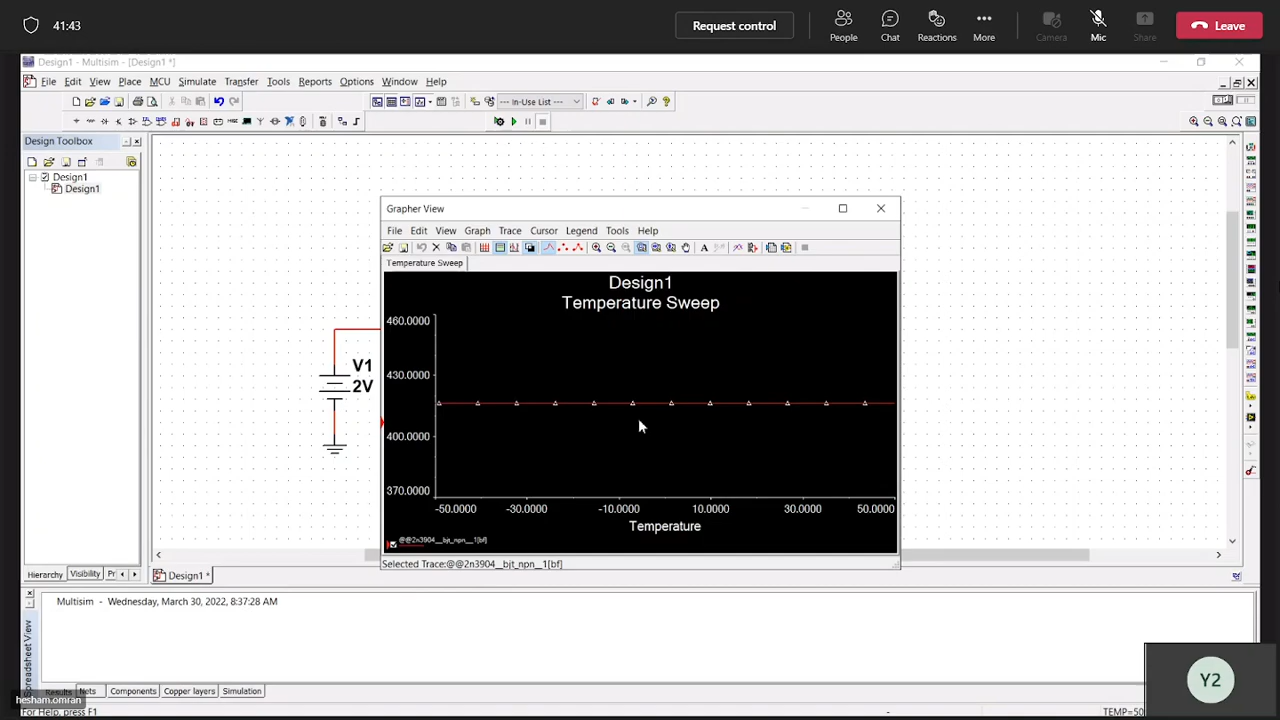 41:43
Request control
People
Chat
Reactions
More
Camera
Mic
Share
Leave
Design1 - Multisim - [Design1 *]
File Edit View Place MCU Simulate Transfer Tools Reports Options Window Help
--- In-Use List ---
Design Toolbox
Design1
Design1
V1
2V
Grapher View
File Edit View Graph Trace Cursor Legend Tools Help
Temperature Sweep
Design1
Temperature Sweep
460.0000
430.0000
400.0000
370.0000
-50.0000 -30.0000 -10.0000 10.0000 30.0000 50.0000
Temperature
@@2n3904__bjt_npn__1[bf]
Selected Trace:@@2n3904__bjt_npn__1[bf]
Hierarchy Visibility Pr
Design1 *
Multisim - Wednesday, March 30, 2022, 8:37:28 AM
Spreadsheet View
Results Nets Components Copper layers Simulation
hesham.omran
For Help, press F1
-
TEMP=50
Y2